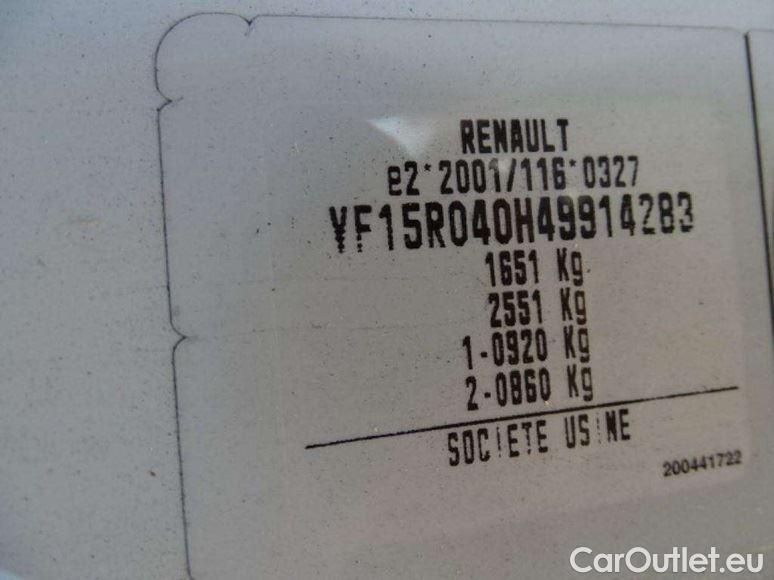 RENAULT
e2*2001/116*0327
VF15R040H49914283
1651 Kg
2551 Kg
1-0920 Kg
2-0860 Kg
SOCIETE USINE
200441722
CarOutlet.eu